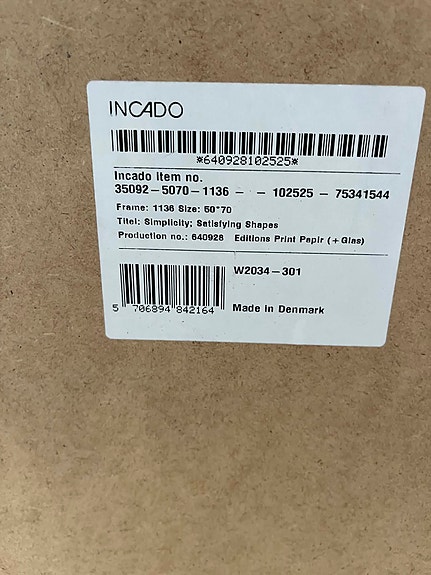 INCADO
*640928102525*
Incado Item no.
35092-5070-1136 - - 102525 - 75341544
Frame: 1136 Size: 50*70
Titel: Simplicity; Satisfying Shapes
Production no.: 640928 Editions Print Papir (+Glas)
W2034-301
5 706894 842164
Made in Denmark